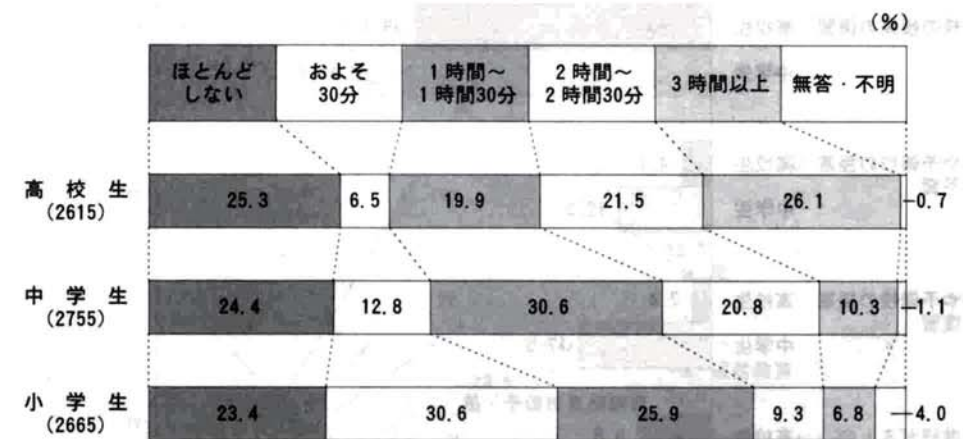 (%)
ほとんど
しない
およそ
30分
1時間～
1時間30分
2時間～
2時間30分
3時間以上
無答・不明
高校生
(2615)
25.3
6.5
19.9
21.5
26.1
0.7
中学生
(2755)
24.4
12.8
30.6
20.8
10.3
1.1
小学生
(2665)
23.4
30.6
25.9
9.3
6.8
4.0